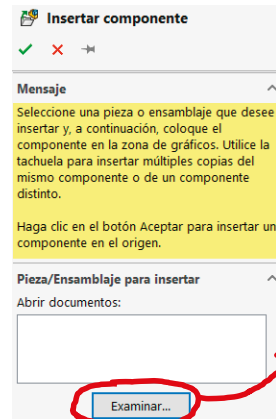 Insertar componente
Mensaje
Seleccione una pieza o ensamblaje que desee
insertar y, a continuación, coloque el
componente en la zona de gráficos. Utilice la
tachuela para insertar múltiples copias del
mismo componente o de un componente
distinto.
Haga clic en el botón Aceptar para insertar un
componente en el origen.
Pieza/Ensamblaje para insertar
Abrir documentos:
Examinar...